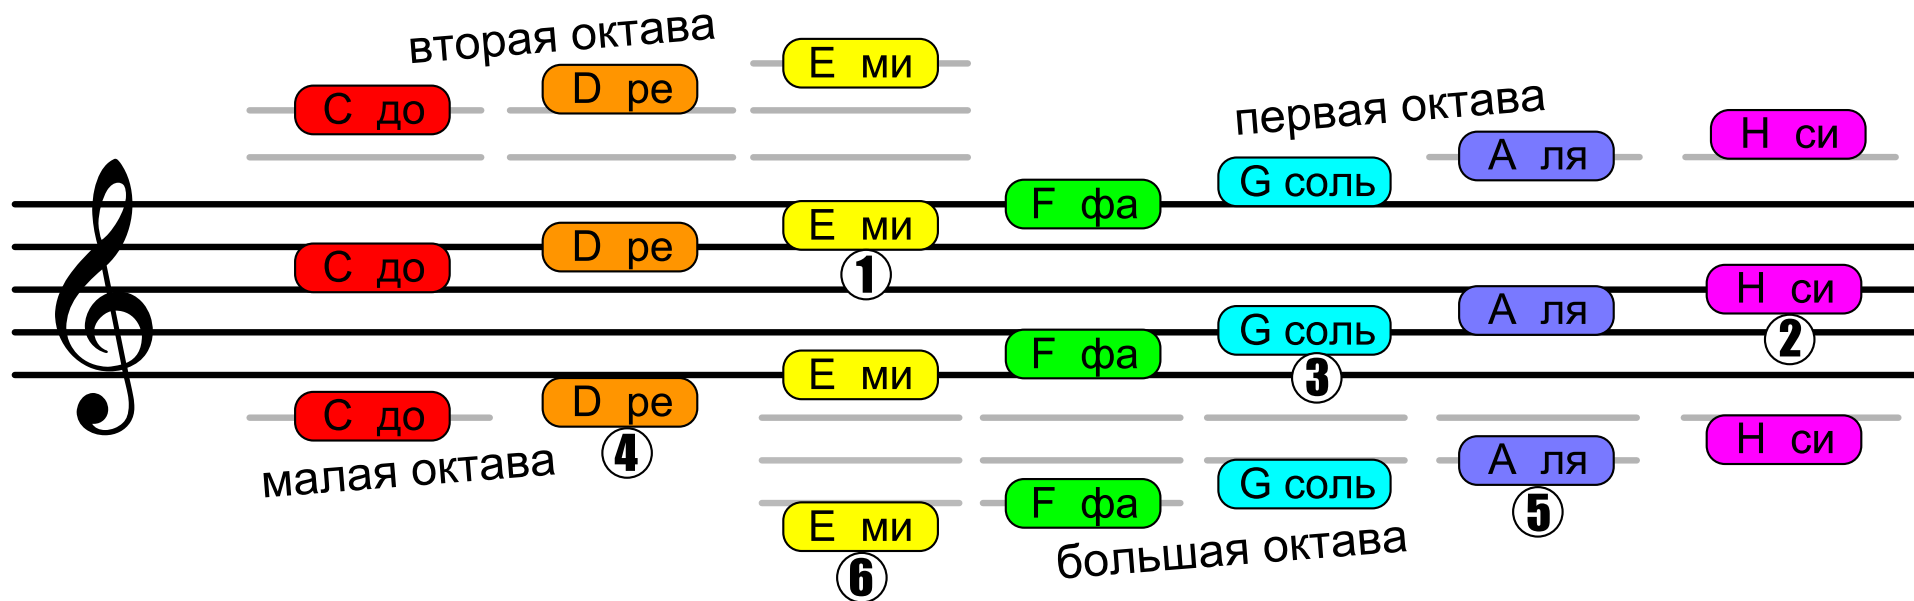 вторая октава
E ми
D ре
C до
первая октава
H си
A ля
G соль
F фа
E ми
D ре
C до
1
H си
A ля
G соль
F фа
E ми
2
3
D ре
C до
4
малая октава
H си
A ля
G соль
F фа
E ми
5
большая октава
6